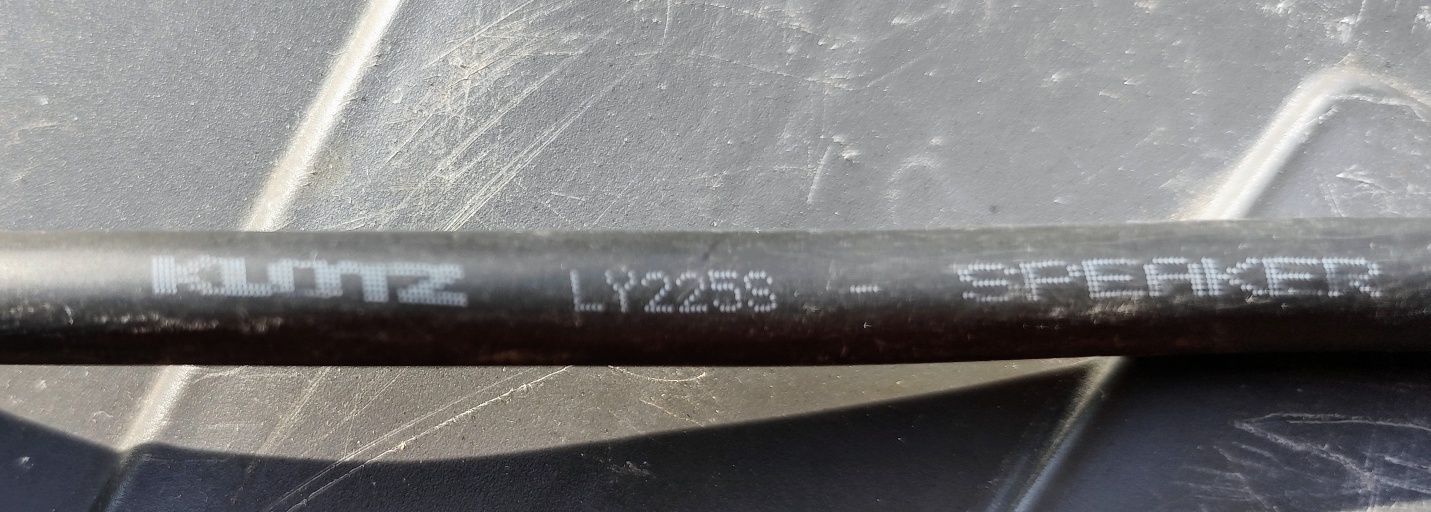 KLOTZ LY225S - SPEAKER